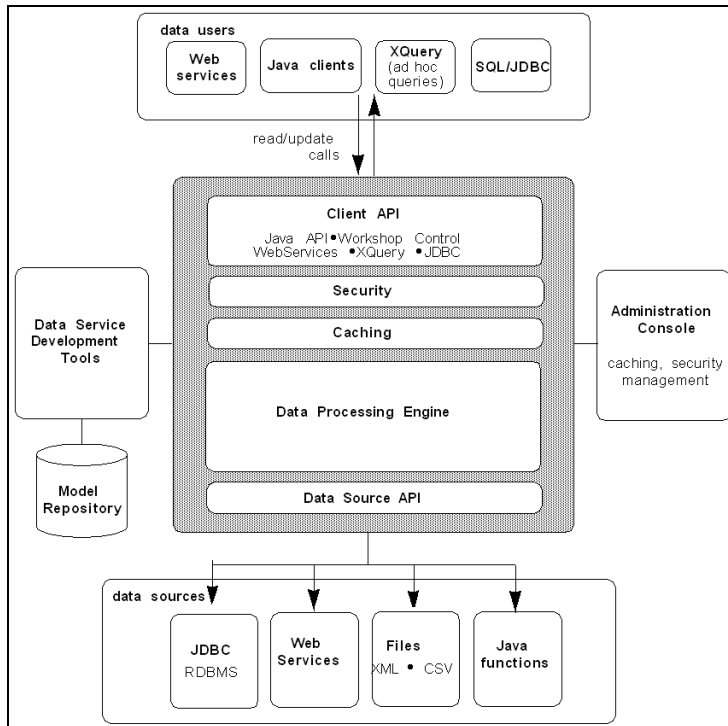 data users
Web
services
Java clients
XQuery
(ad hoc
queries)
SQL/JDBC
read/update
calls
Client API
Java API •Workshop Control
WebServices •XQuery •JDBC
Security
Caching
Data Processing Engine
Data Source API
Data Service
Development
Tools
Model
Repository
Administration
Console
caching, security
management
data sources
JDBC
RDBMS
Web
Services
Files
XML • CSV
Java
functions